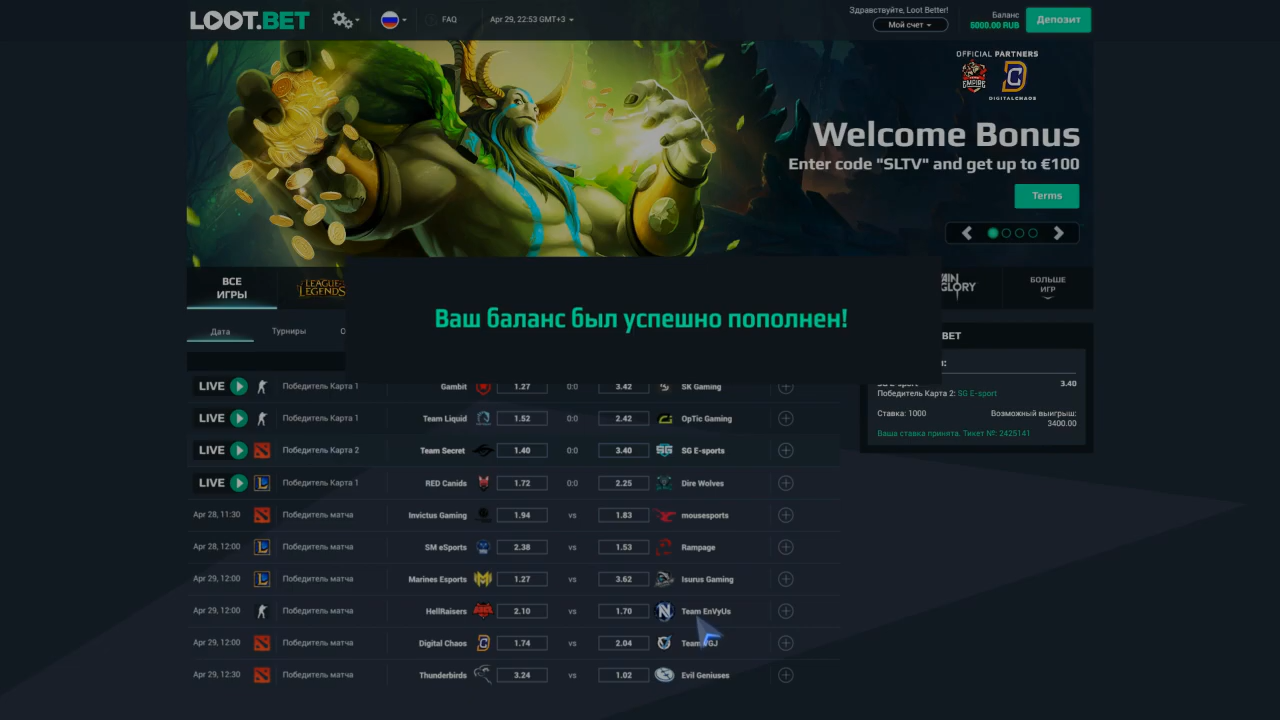 LOOT.BET
FAQ
Apr 29, 22:53 GMT+3
Здравствуйте, Loot Better!
Мой счет
Баланс
5000.00 RUB
Депозит
OFFICIAL PARTNERS
EMPIRE
DIGITALCHAOS
Welcome Bonus
Enter code "SLTV" and get up to €100
Terms
ВСЕ
ИГРЫ
LEAGUE
LEGENDS
AIN
GLORY
БОЛЬШЕ
ИГР
Ваш баланс был успешно пополнен!
Дата
Турниры
О
BET
LIVE Победитель Карта 1 Gambit 1.27 0:0 3.42 SK Gaming
LIVE Победитель Карта 1 Team Liquid 1.52 0:0 2.42 OpTic Gaming
LIVE Победитель Карта 2 Team Secret 1.40 0:0 3.40 SG E-sports
LIVE Победитель Карта 1 RED Canids 1.72 0:0 2.25 Dire Wolves
Apr 28, 11:30 Победитель матча Invictus Gaming 1.94 vs 1.83 mousesports
Apr 28, 12:00 Победитель матча SM eSports 2.38 vs 1.53 Rampage
Apr 29, 12:00 Победитель матча Marines Esports 1.27 vs 3.62 Isurus Gaming
Apr 29, 12:00 Победитель матча HellRaisers 2.10 vs 1.70 Team EnVyUs
Apr 29, 12:00 Победитель матча Digital Chaos 1.74 vs 2.04 Team
Apr 29, 12:30 Победитель матча Thunderbirds 3.24 vs 1.02 Evil Geniuses
SG E-sport 3.40
Победитель Карта 2: SG E-sport
Ставка: 1000 Возможный выигрыш:
3400.00
Ваша ставка принята. Тикет №: 2425141